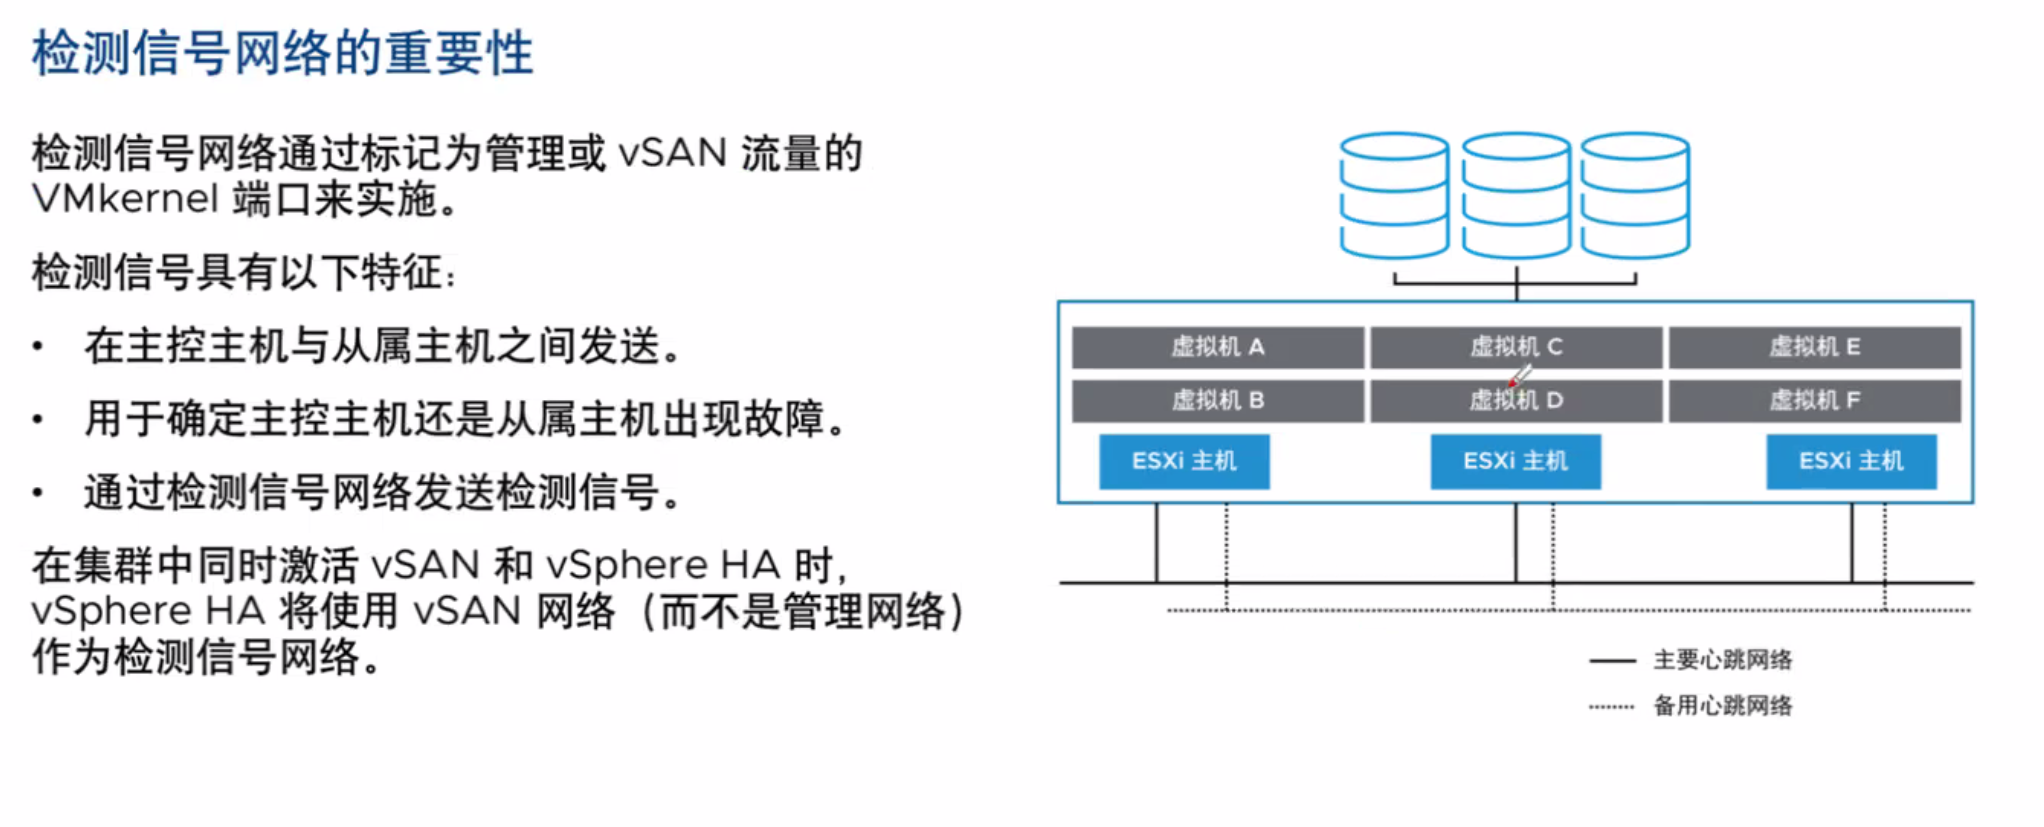 检测信号网络的重要性
检测信号网络通过标记为管理或 vSAN 流量的
VMkernel 端口来实施。
检测信号具有以下特征：
• 在主控主机与从属主机之间发送。
• 用于确定主控主机还是从属主机出现故障。
• 通过检测信号网络发送检测信号。
在集群中同时激活 vSAN 和 vSphere HA 时，
vSphere HA 将使用 vSAN 网络（而不是管理网络）
作为检测信号网络。
虚拟机 A
虚拟机 C
虚拟机 E
虚拟机 B
虚拟机 D
虚拟机 F
ESXi 主机
ESXi 主机
ESXi 主机
主要心跳网络
备用心跳网络